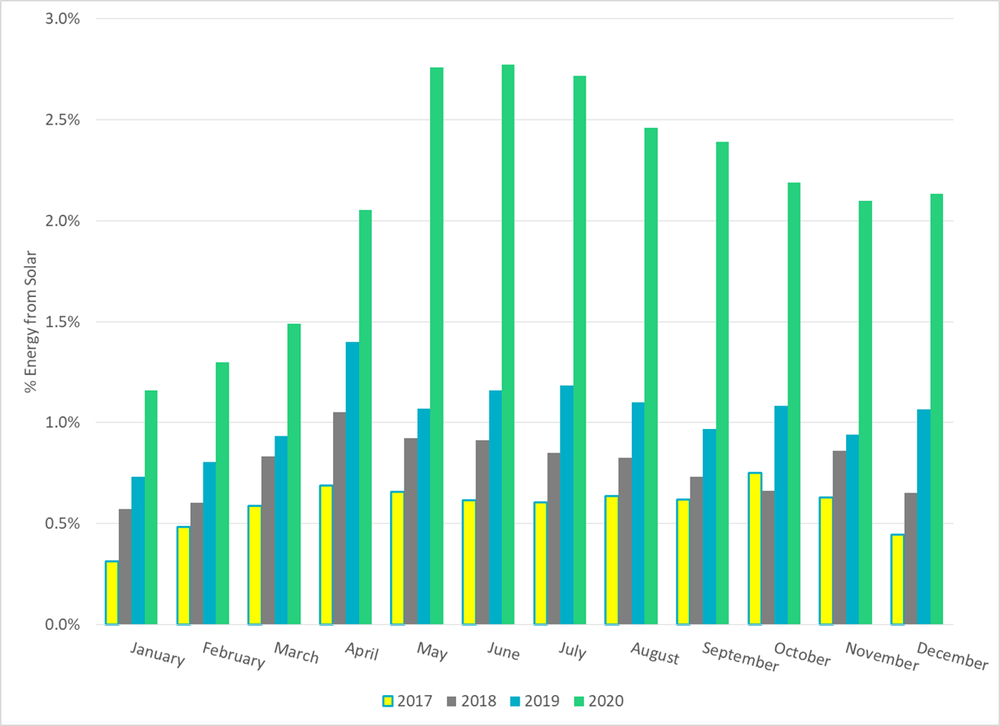 3.0%
2.5%
2.0%
1.5%
1.0%
0.5%
0.0%
% Energy from Solar
January February March April May June July August September October November December
2017 2018 2019 2020